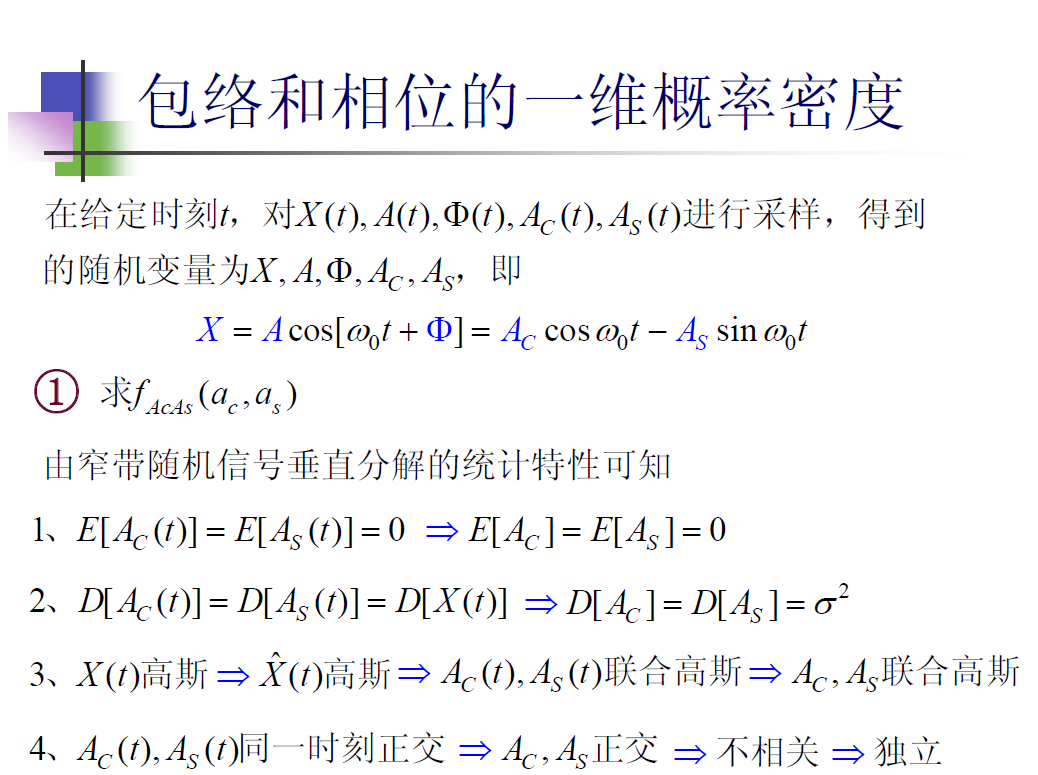 包络和相位的一维概率密度
在给定时刻t，对X(t), A(t),Φ(t), A_C(t), A_S(t)进行采样，得到
的随机变量为X, A,Φ, A_C, A_S，即
X = A cos[ω₀t + Φ] = A_C cos ω₀t − A_S sin ω₀t
① 求f_{AcAs}(a_c, a_s)
由窄带随机信号垂直分解的统计特性可知
1、E[A_C(t)] = E[A_S(t)] = 0 ⇒ E[A_C] = E[A_S] = 0
2、D[A_C(t)] = D[A_S(t)] = D[X(t)] ⇒ D[A_C] = D[A_S] = σ²
3、X(t)高斯 ⇒ X̂(t)高斯 ⇒ A_C(t), A_S(t)联合高斯 ⇒ A_C, A_S联合高斯
4、A_C(t), A_S(t)同一时刻正交 ⇒ A_C, A_S正交 ⇒ 不相关 ⇒ 独立